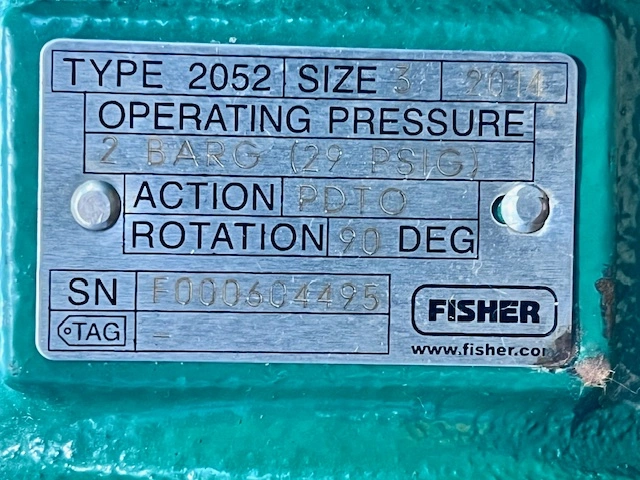 TYPE 2052 SIZE 3 2014
OPERATING PRESSURE
2 BARG (29 PSIG)
ACTION PDTO
ROTATION 90 DEG
SN F000604495
TAG -
FISHER
www.fisher.com